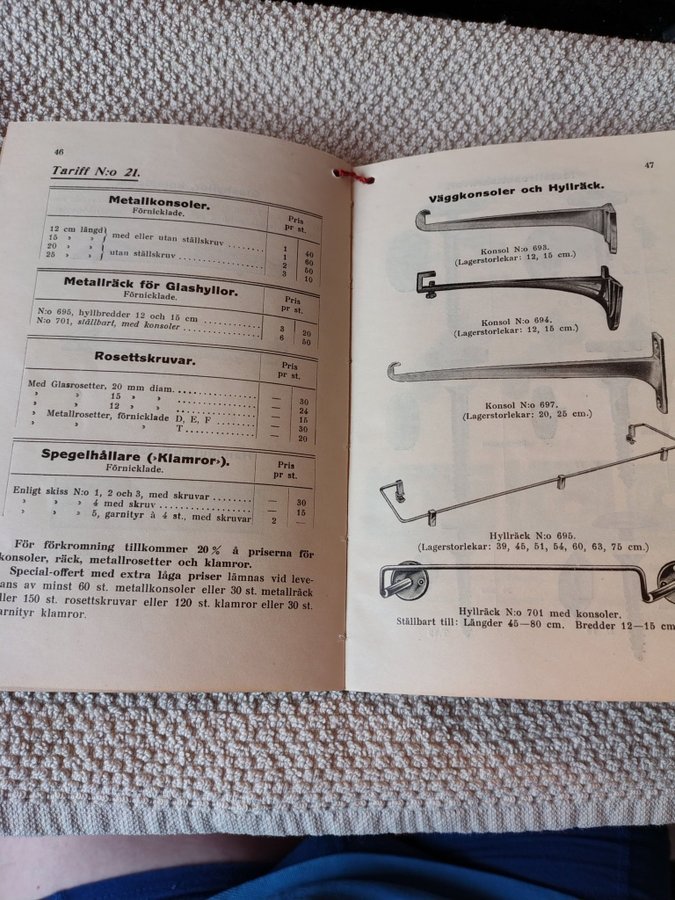 46
Tariff N:o 21.
Metallkonsoler.
Förnicklade.
Pris
pr st.
12 cm längd
15 » »
med eller utan ställskruv ......... 1 40
1 60
20 » »
25 » »
utan ställskruv .................. 2 50
3 10
Metallräck för Glashyllor.
Förnicklade.
Pris
pr st.
N:o 695, hyllbredder 12 och 15 cm ............ 3 20
N:o 701, ställbart, med konsoler ................ 6 50
Rosettskruvar.
Pris
pr st.
Med Glasrosetter, 20 mm diam. ................ — 30
» » 15 » » ................ — 24
» » 12 » » ................ — 15
» Metallrosetter, förnicklade D, E, F ........ — 30
» » » T ............ — 20
Spegelhållare (›Klamror›).
Förnicklade.
Pris
pr st.
Enligt skiss N:o 1, 2 och 3, med skruvar ....... — 30
» » » 4 med skruv ............ — 15
» » » 5, garnityr à 4 st., med skruvar 2 —
För förkromning tillkommer 20 % å priserna för
konsoler, räck, metallrosetter och klamror.
Special-offert med extra låga priser lämnas vid leve-
ans av minst 60 st. metallkonsoler eller 30 st. metallräck
ller 150 st. rosettskruvar eller 120 st. klamror eller 30 st.
arnityr klamror.
47
Väggkonsoler och Hyllräck.
Konsol N:o 693.
(Lagerstorlekar: 12, 15 cm.)
Konsol N:o 694.
(Lagerstorlekar: 12, 15 cm.)
Konsol N:o 697.
(Lagerstorlekar: 20, 25 cm.)
Hyllräck N:o 695.
(Lagerstorlekar: 39, 45, 51, 54, 60, 63, 75 cm.)
Hyllräck N:o 701 med konsoler.
Ställbart till: Längder 45—80 cm. Bredder 12—15 cm